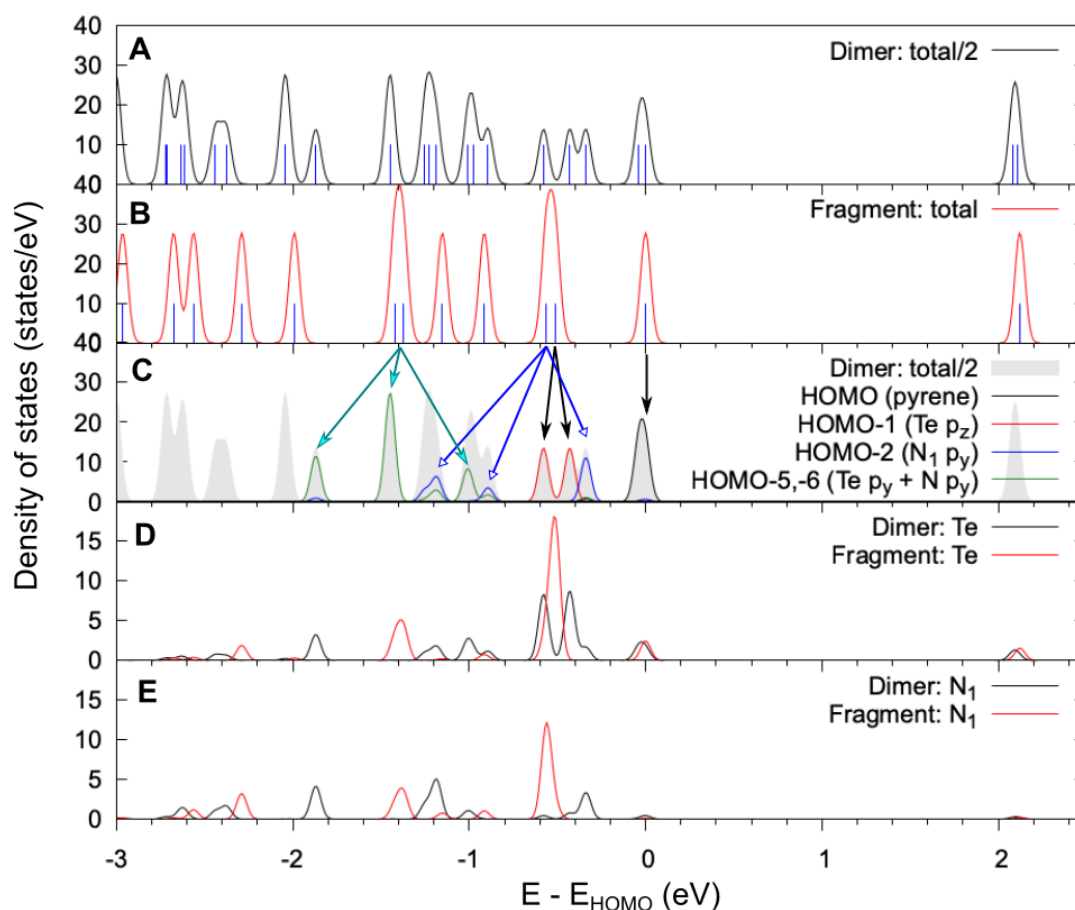 Density of states (states/eV)
A
Dimer: total/2
40
30
20
10
0
B
Fragment: total
40
30
20
10
0
C
Dimer: total/2
HOMO (pyrene)
HOMO-1 (Te pz)
HOMO-2 (N1 py)
HOMO-5,-6 (Te py + N py)
40
30
20
10
0
D
Dimer: Te
Fragment: Te
15
10
5
0
E
Dimer: N1
Fragment: N1
15
10
5
0
-3 -2 -1 0 1 2
E - EHOMO (eV)